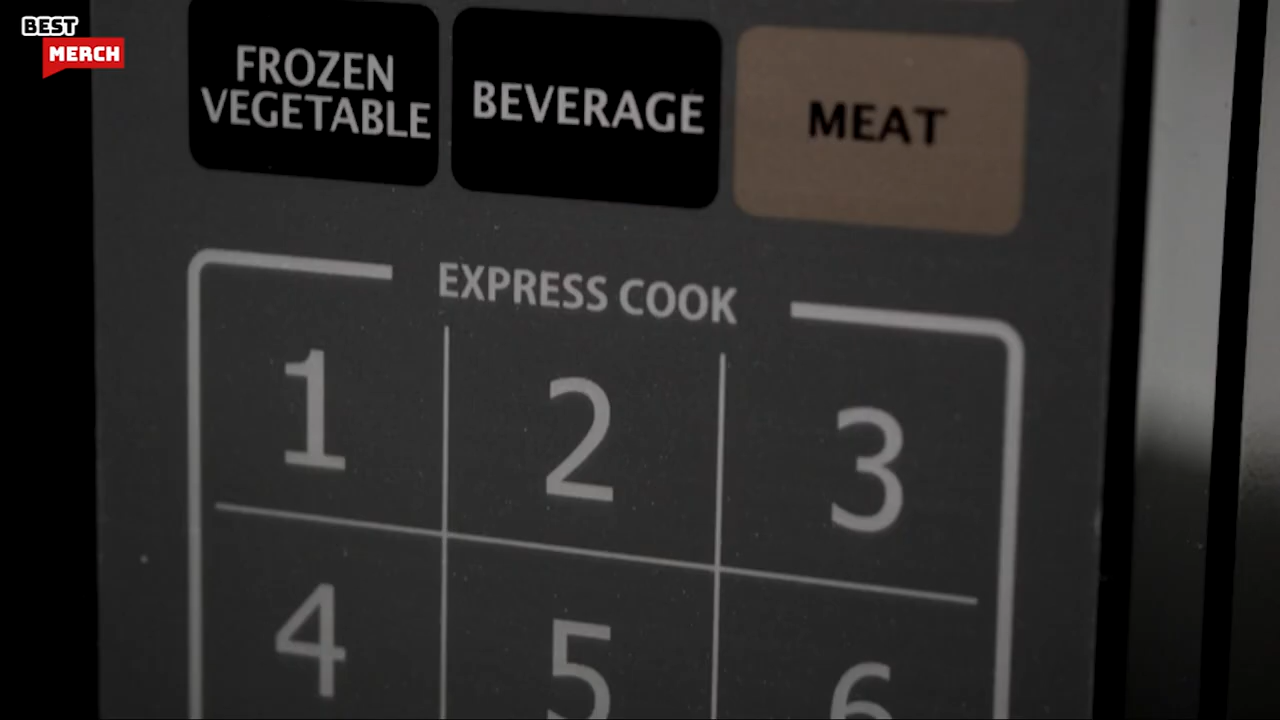 BEST
MERCH
FROZEN
VEGETABLE
BEVERAGE
MEAT
EXPRESS COOK
1 2 3
4 5 6